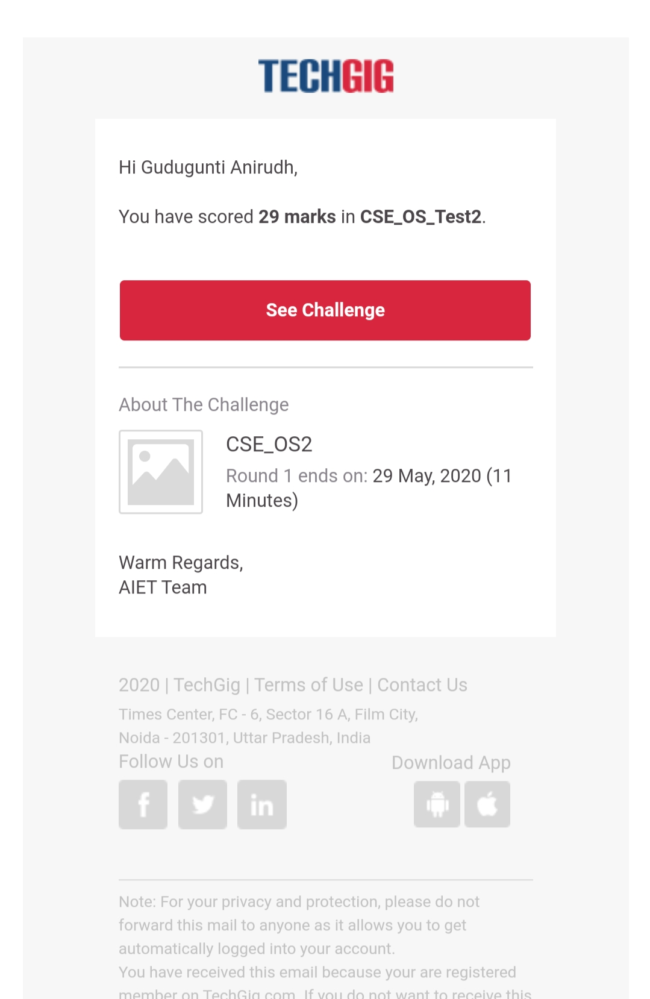 TECHGIG
Hi Gudugunti Anirudh,
You have scored 29 marks in CSE_OS_Test2.
See Challenge
About The Challenge
CSE_OS2
Round 1 ends on: 29 May, 2020 (11
Minutes)
Warm Regards,
AIET Team
2020 | TechGig | Terms of Use | Contact Us
Times Center, FC - 6, Sector 16 A, Film City,
Noida - 201301, Uttar Pradesh, India
Follow Us on
Download App
f
in
Note: For your privacy and protection, please do not
forward this mail to anyone as it allows you to get
automatically logged into your account.
You have received this email because your are registered
member on TechGig.com. If you do not want to receive this